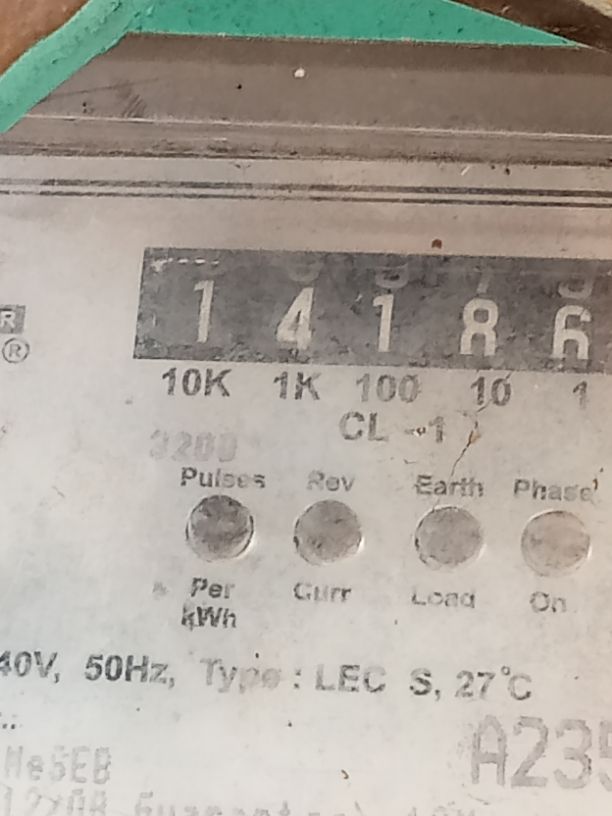 R
®
1 4 1 8 6
10K 1K 100 10 1
CL -1
3200
Pulses Rev Earth Phase
Per Curr Load On
kWh
40V, 50Hz, Type : LEC S, 27°C
MeSEB
A235